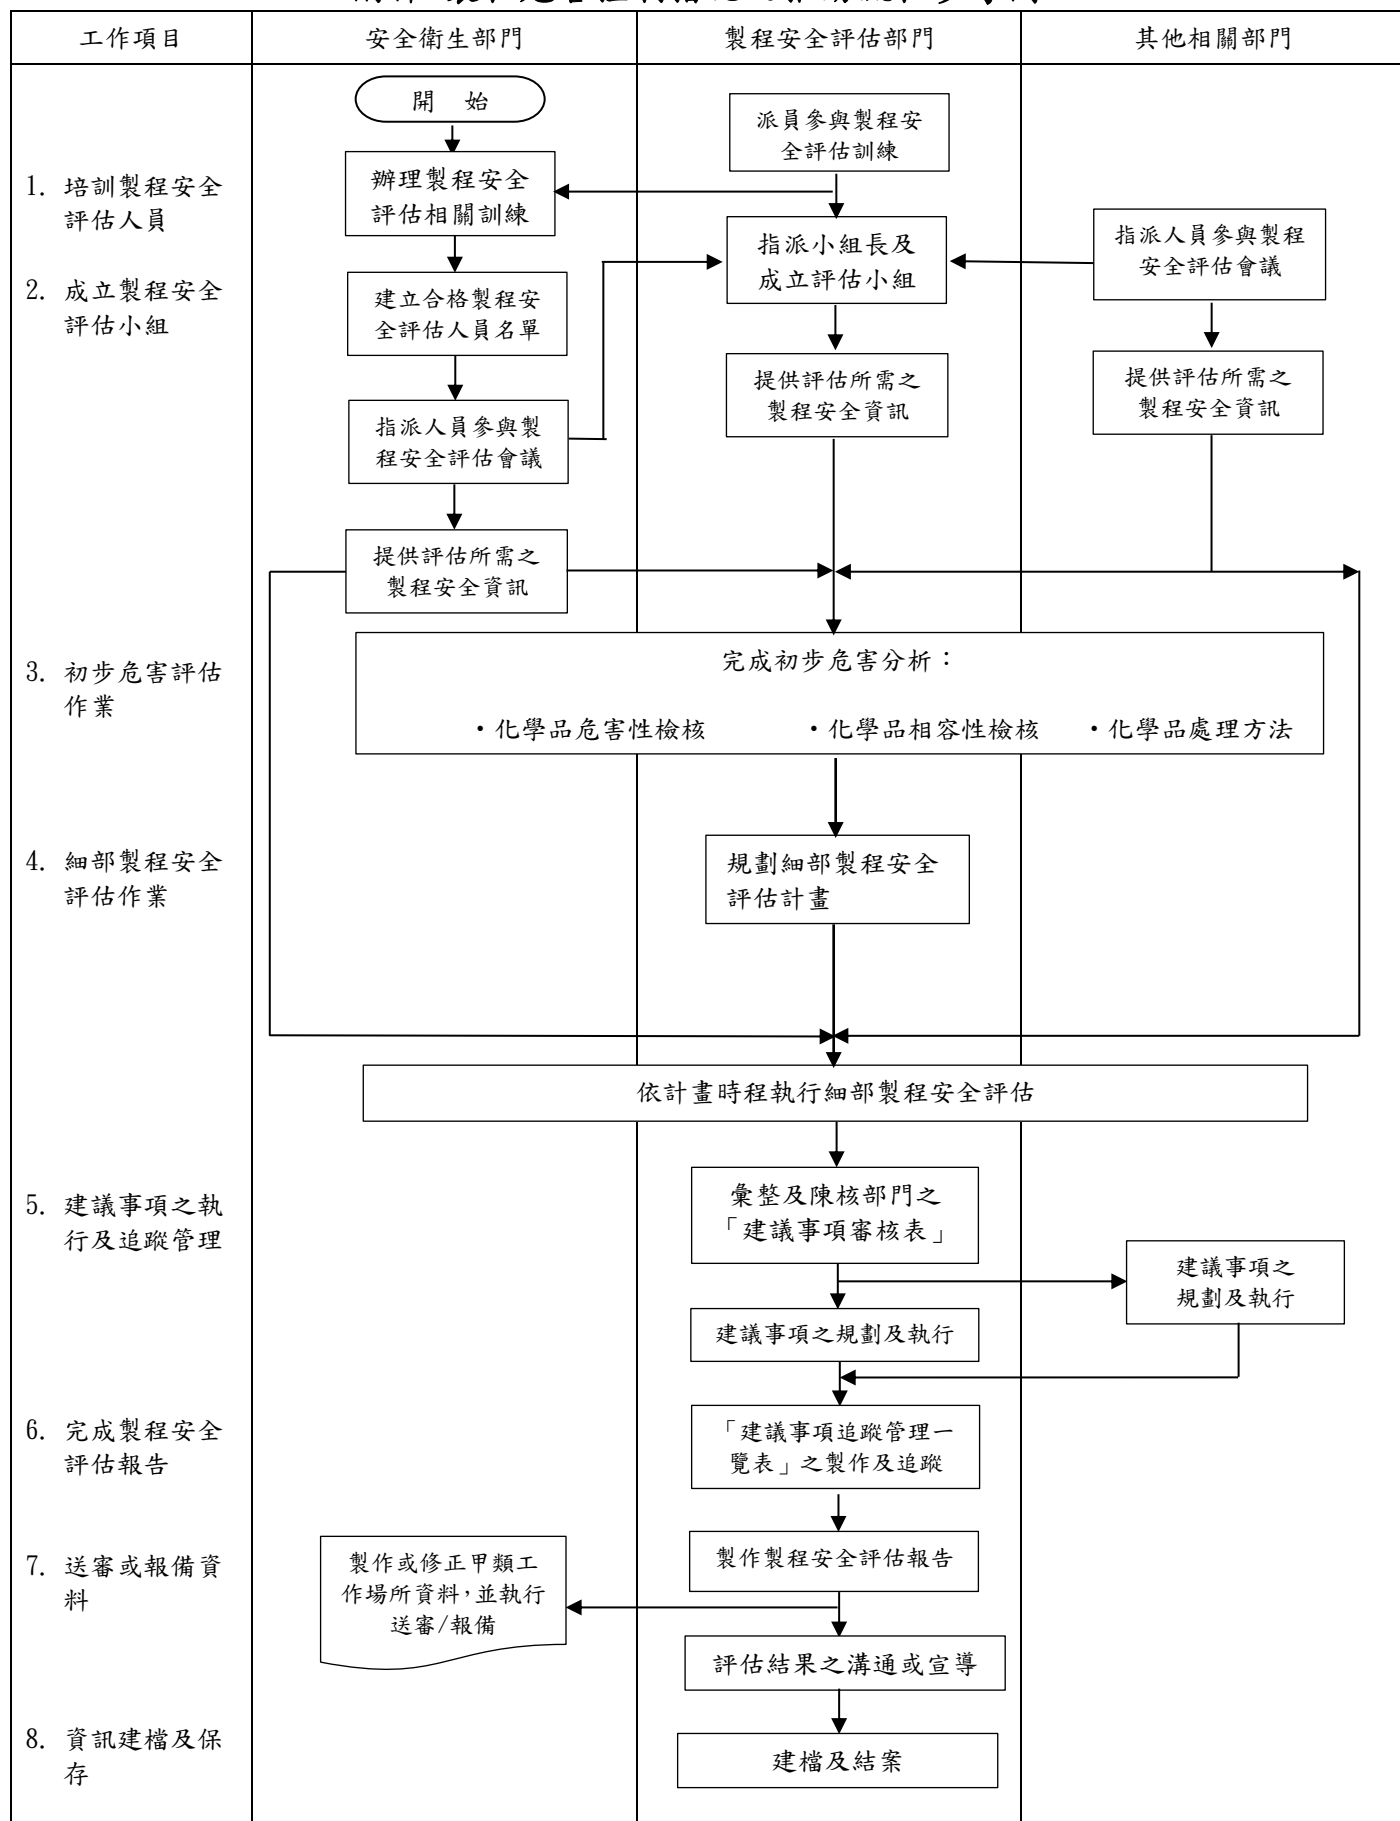 工作項目
安全衛生部門
製程安全評估部門
其他相關部門
開 始
派員參與製程安
全評估訓練
1. 培訓製程安全
評估人員
辦理製程安全
評估相關訓練
指派小組長及
成立評估小組
指派人員參與製程
安全評估會議
2. 成立製程安全
評估小組
建立合格製程安
全評估人員名單
提供評估所需之
製程安全資訊
提供評估所需之
製程安全資訊
指派人員參與製
程安全評估會議
提供評估所需之
製程安全資訊
3. 初步危害評估
作業
完成初步危害分析：
・化學品危害性檢核
・化學品相容性檢核
・化學品處理方法
4. 細部製程安全
評估作業
規劃細部製程安全
評估計畫
依計畫時程執行細部製程安全評估
5. 建議事項之執
行及追蹤管理
彙整及陳核部門之
「建議事項審核表」
建議事項之
規劃及執行
建議事項之規劃及執行
6. 完成製程安全
評估報告
「建議事項追蹤管理一
覽表」之製作及追蹤
7. 送審或報備資
料
製作或修正甲類工
作場所資料，並執行
送審/報備
製作製程安全評估報告
評估結果之溝通或宣導
8. 資訊建檔及保
存
建檔及結案